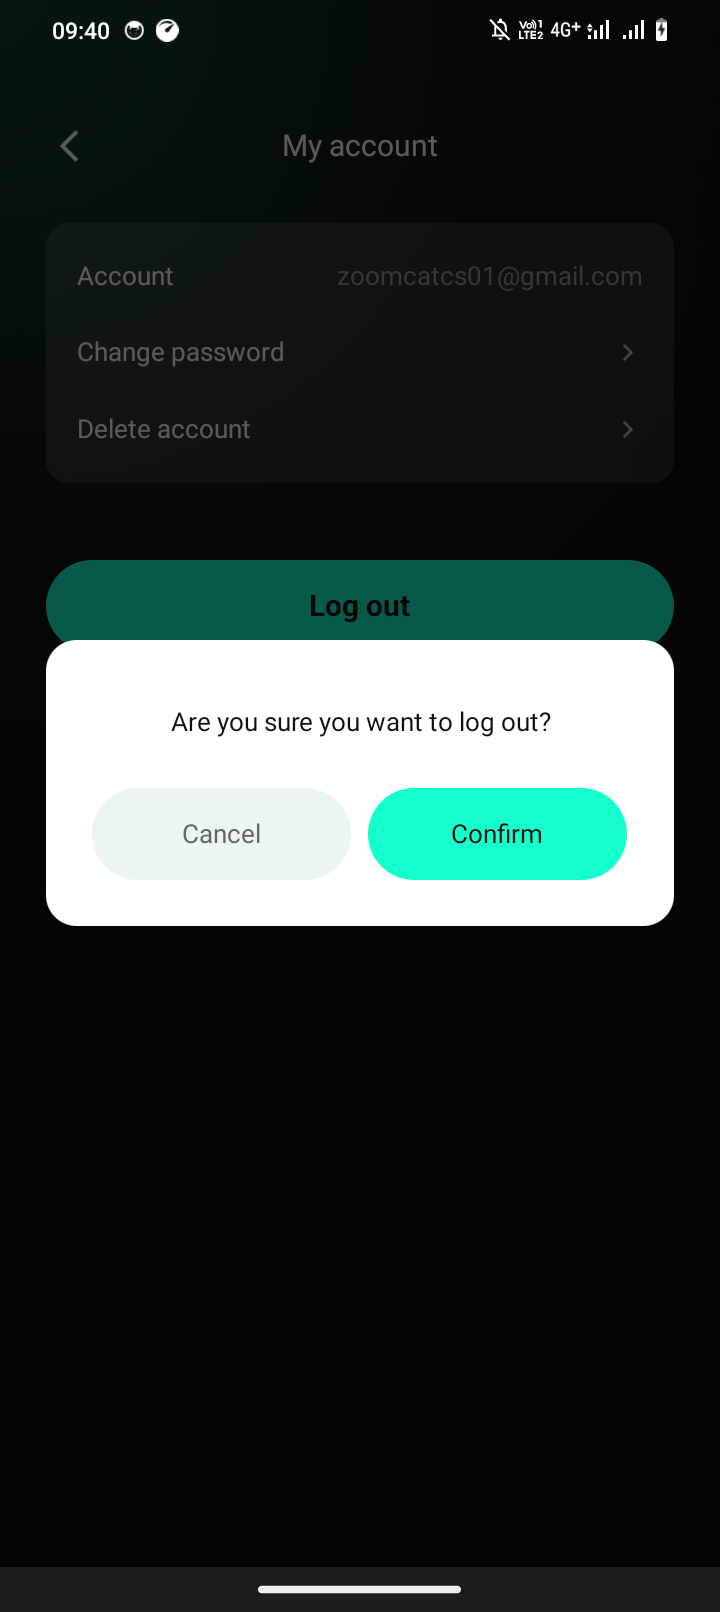 09:40
Vo) 1
LTE2
4G+
My account
Account
zoomcatcs01@gmail.com
Change password
Delete account
Log out
Are you sure you want to log out?
Cancel
Confirm